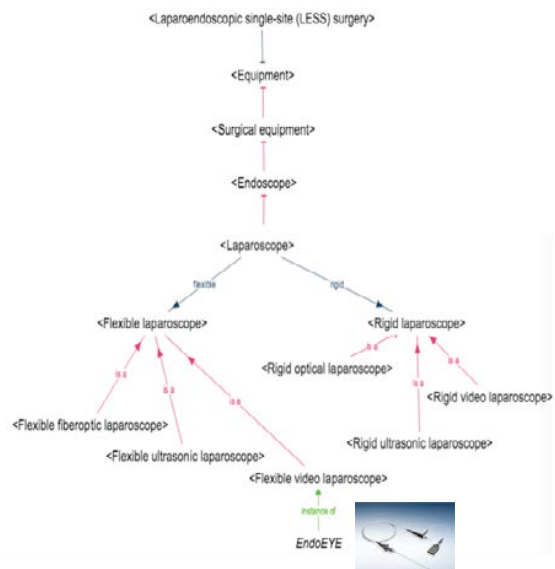 <Laparoendoscopic single-site (LESS) surgery>
<Equipment>
<Surgical equipment>
<Endoscope>
<Laparoscope>
flexible
rigid
<Flexible laparoscope>
<Rigid laparoscope>
is a
is a
is a
is a
is a
is a
<Rigid optical laparoscope>
<Rigid video laparoscope>
<Flexible fiberoptic laparoscope>
<Rigid ultrasonic laparoscope>
<Flexible ultrasonic laparoscope>
<Flexible video laparoscope>
instance of
EndoEYE